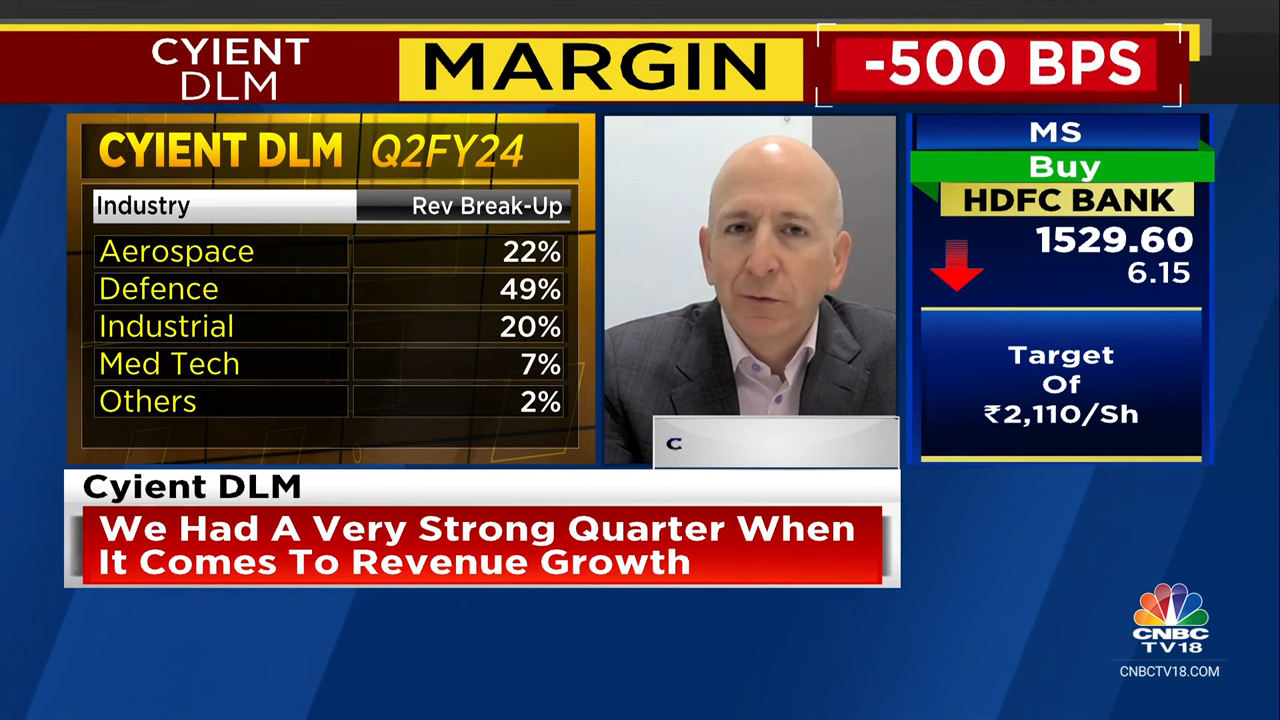 CYIENT
DLM
MARGIN
-500 BPS
CYIENT DLM Q2FY24
Industry Rev Break-Up
Aerospace 22%
Defence 49%
Industrial 20%
Med Tech 7%
Others 2%
C
MS
Buy
HDFC BANK
1529.60
6.15
Target
Of
₹2,110/Sh
Cyient DLM
We Had A Very Strong Quarter When
It Comes To Revenue Growth
CNBC
TV18
CNBCTV18.COM